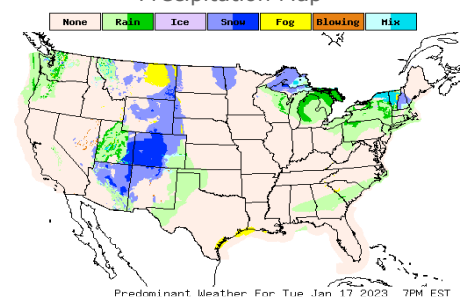 Precipitation Map
None Rain Ice Snow Fog Blowing Mix
Predominant Weather For Tue Jan 17 2023 7PM EST